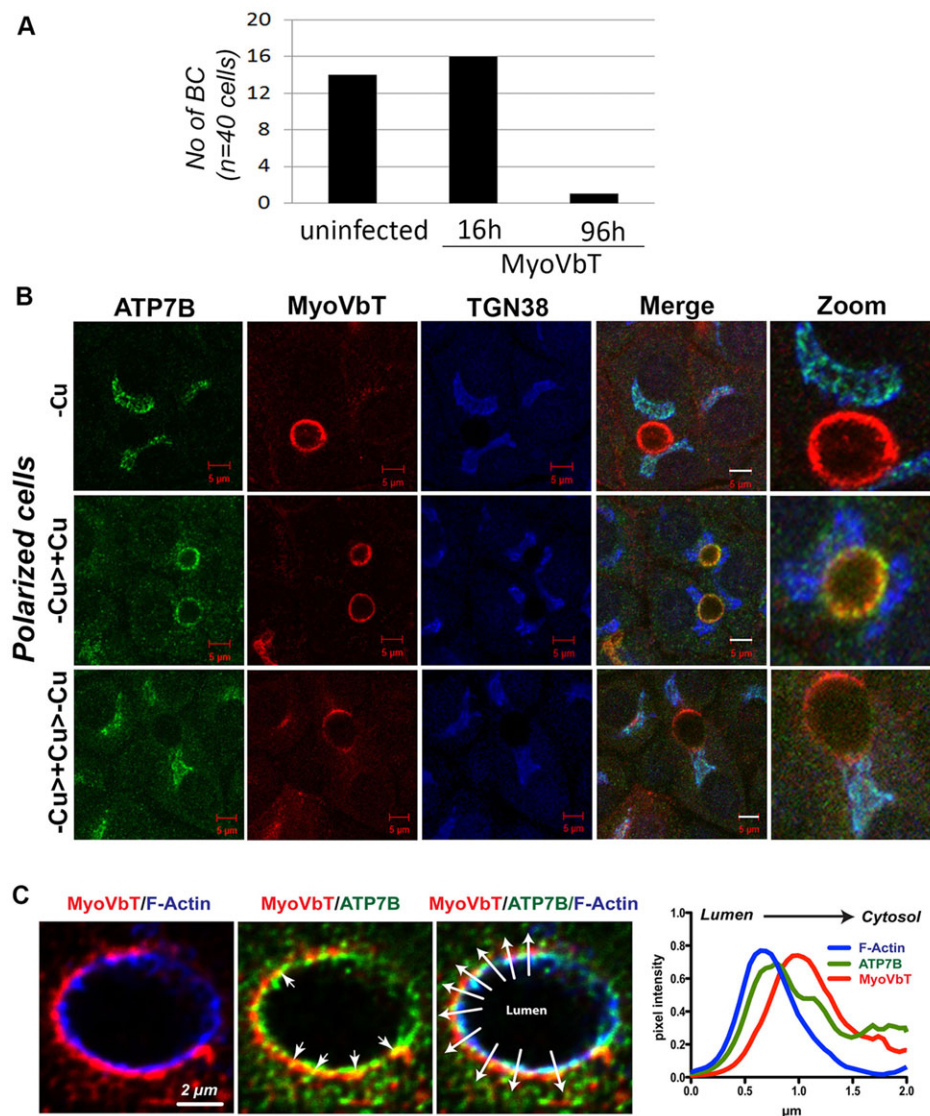 A
No of BC
(n=40 cells)
20
16
12
8
4
0
uninfected
16h
96h
MyoVbT
B
ATP7B MyoVbT TGN38 Merge Zoom
Polarized cells
-Cu
5 µm 5 µm 5 µm 5 µm
-Cu>+Cu
5 µm 5 µm 5 µm 5 µm
-Cu>+Cu>-Cu
5 µm 5 µm 5 µm 5 µm
C
MyoVbT/F-Actin MyoVbT/ATP7B MyoVbT/ATP7B/F-Actin
2 µm
Lumen
Lumen Cytosol
F-Actin
ATP7B
MyoVbT
pixel intensity
1.0
0.8
0.6
0.4
0.2
0.0
0.0 0.5 1.0 1.5 2.0
µm